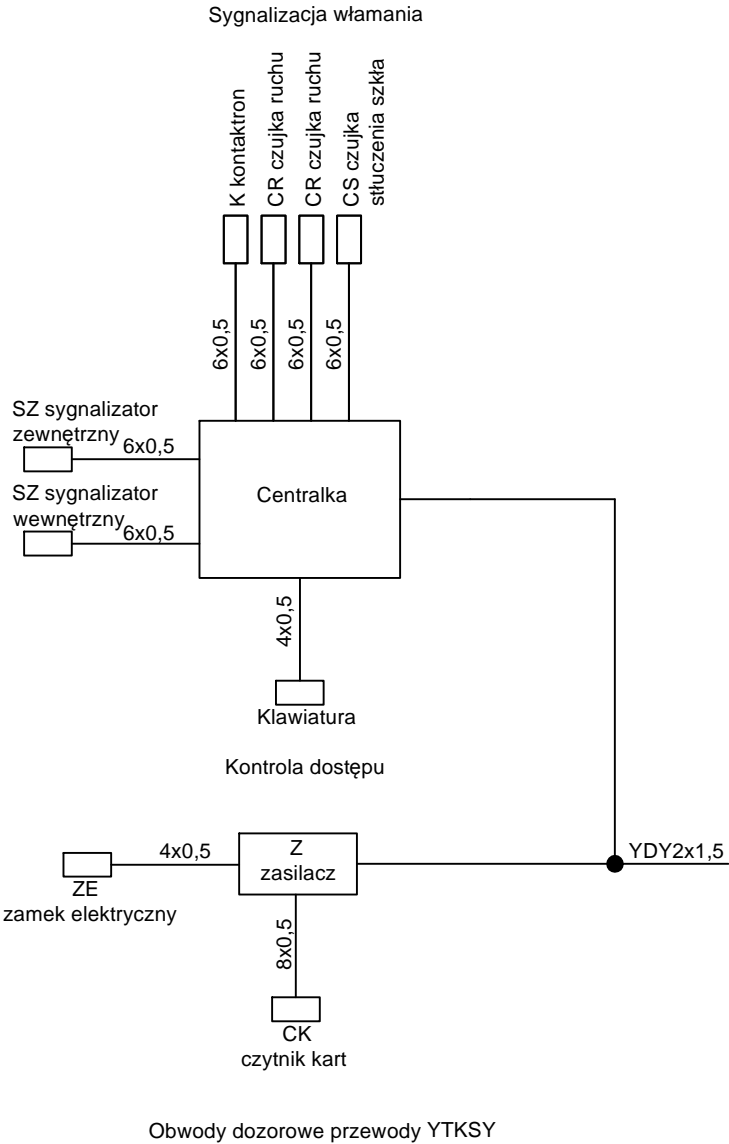 Sygnalizacja włamania
K kontaktron
CR czujka ruchu
CR czujka ruchu
CS czujka
stłuczenia szkła
6x0,5
6x0,5
6x0,5
6x0,5
SZ sygnalizator
zewnętrzny
6x0,5
SZ sygnalizator
wewnętrzny
6x0,5
Centralka
4x0,5
Klawiatura
Kontrola dostępu
4x0,5
Z
zasilacz
YDY2x1,5
ZE
zamek elektryczny
8x0,5
CK
czytnik kart
Obwody dozorowe przewody YTKSY